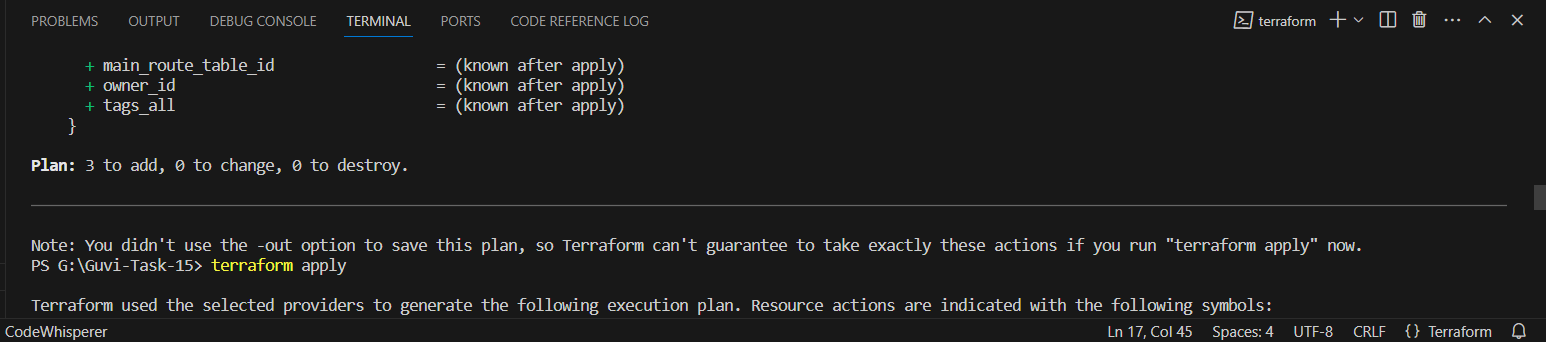 PROBLEMS OUTPUT DEBUG CONSOLE TERMINAL PORTS CODE REFERENCE LOG terraform
+ main_route_table_id = (known after apply)
+ owner_id = (known after apply)
+ tags_all = (known after apply)
}
Plan: 3 to add, 0 to change, 0 to destroy.
Note: You didn't use the -out option to save this plan, so Terraform can't guarantee to take exactly these actions if you run "terraform apply" now.
PS G:\Guvi-Task-15> terraform apply
Terraform used the selected providers to generate the following execution plan. Resource actions are indicated with the following symbols:
CodeWhisperer Ln 17, Col 45 Spaces: 4 UTF-8 CRLF {} Terraform